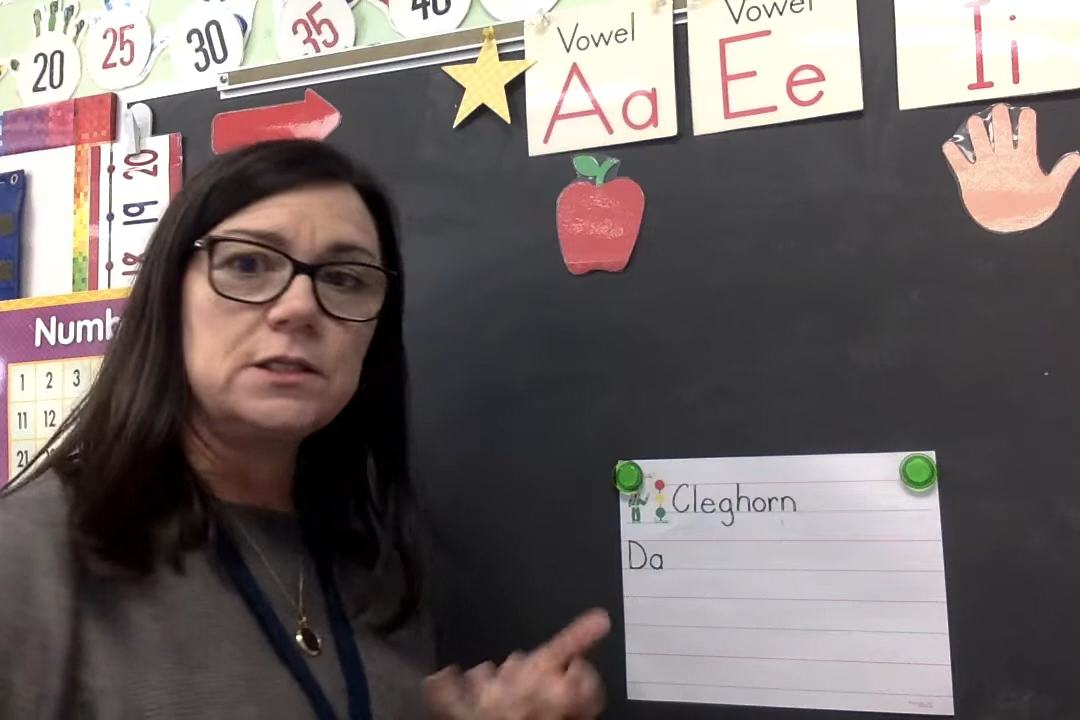 20 25 30 35 40
Vowel
Aa
Vowel
Ee
Ii
18 19 20
Numb
1 2 3
11 12
21
Cleghorn
Da